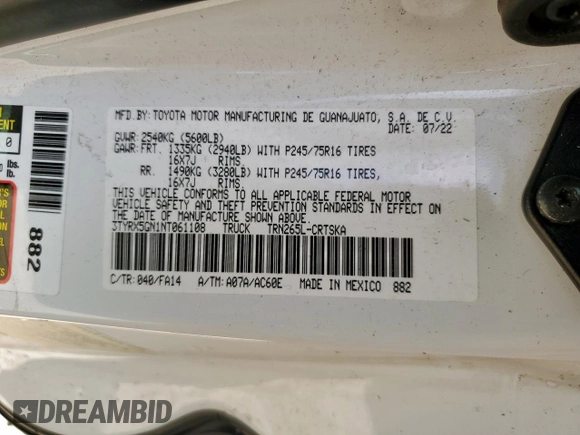 MFD.BY:TOYOTA MOTOR MANUFACTURING DE GUANAJUATO, S.A. DE C.V.
DATE: 07/22
GVWR:2540KG (5600LB)
GAWR:FRT. 1335KG (2940LB) WITH P245/75R16 TIRES
16X7J RIMS
RR. 1490KG (3280LB) WITH P245/75R16 TIRES,
16X7J RIMS
THIS VEHICLE CONFORMS TO ALL APPLICABLE FEDERAL MOTOR
VEHICLE SAFETY AND THEFT PREVENTION STANDARDS IN EFFECT ON
THE DATE OF MANUFACTURE SHOWN ABOVE.
3TYRX5GN1NT061108 TRUCK TRN265L-CRTSKA
C/TR:040/FA14 A/TM:A07A/AC60E MADE IN MEXICO 882
0
lbs.
lb.
882
DREAMBID